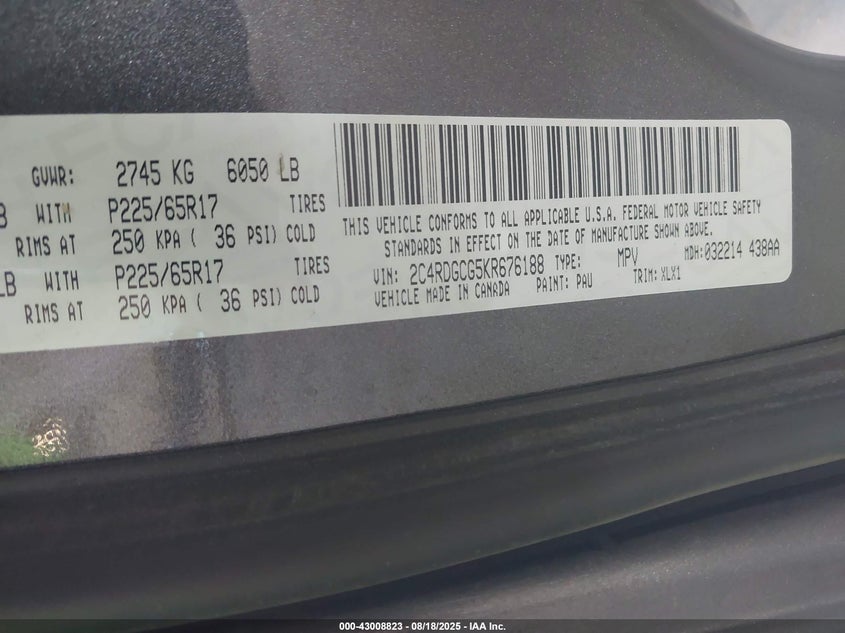 GVWR: 2745 KG 6050 LB
WITH P225/65R17 TIRES
RIMS AT 250 KPA ( 36 PSI) COLD
LB WITH P225/65R17 TIRES
RIMS AT 250 KPA ( 36 PSI) COLD
THIS VEHICLE CONFORMS TO ALL APPLICABLE U.S.A. FEDERAL MOTOR VEHICLE SAFETY
STANDARDS IN EFFECT ON THE DATE OF MANUFACTURE SHOWN ABOVE.
VIN: 2C4RDGCG5KR676188 TYPE: MPV MDH:032214 438AA
VEHICLE MADE IN CANADA PAINT: PAU TRIM: XLX1
000-43008823 / 08/18/2025 - IAA Inc.